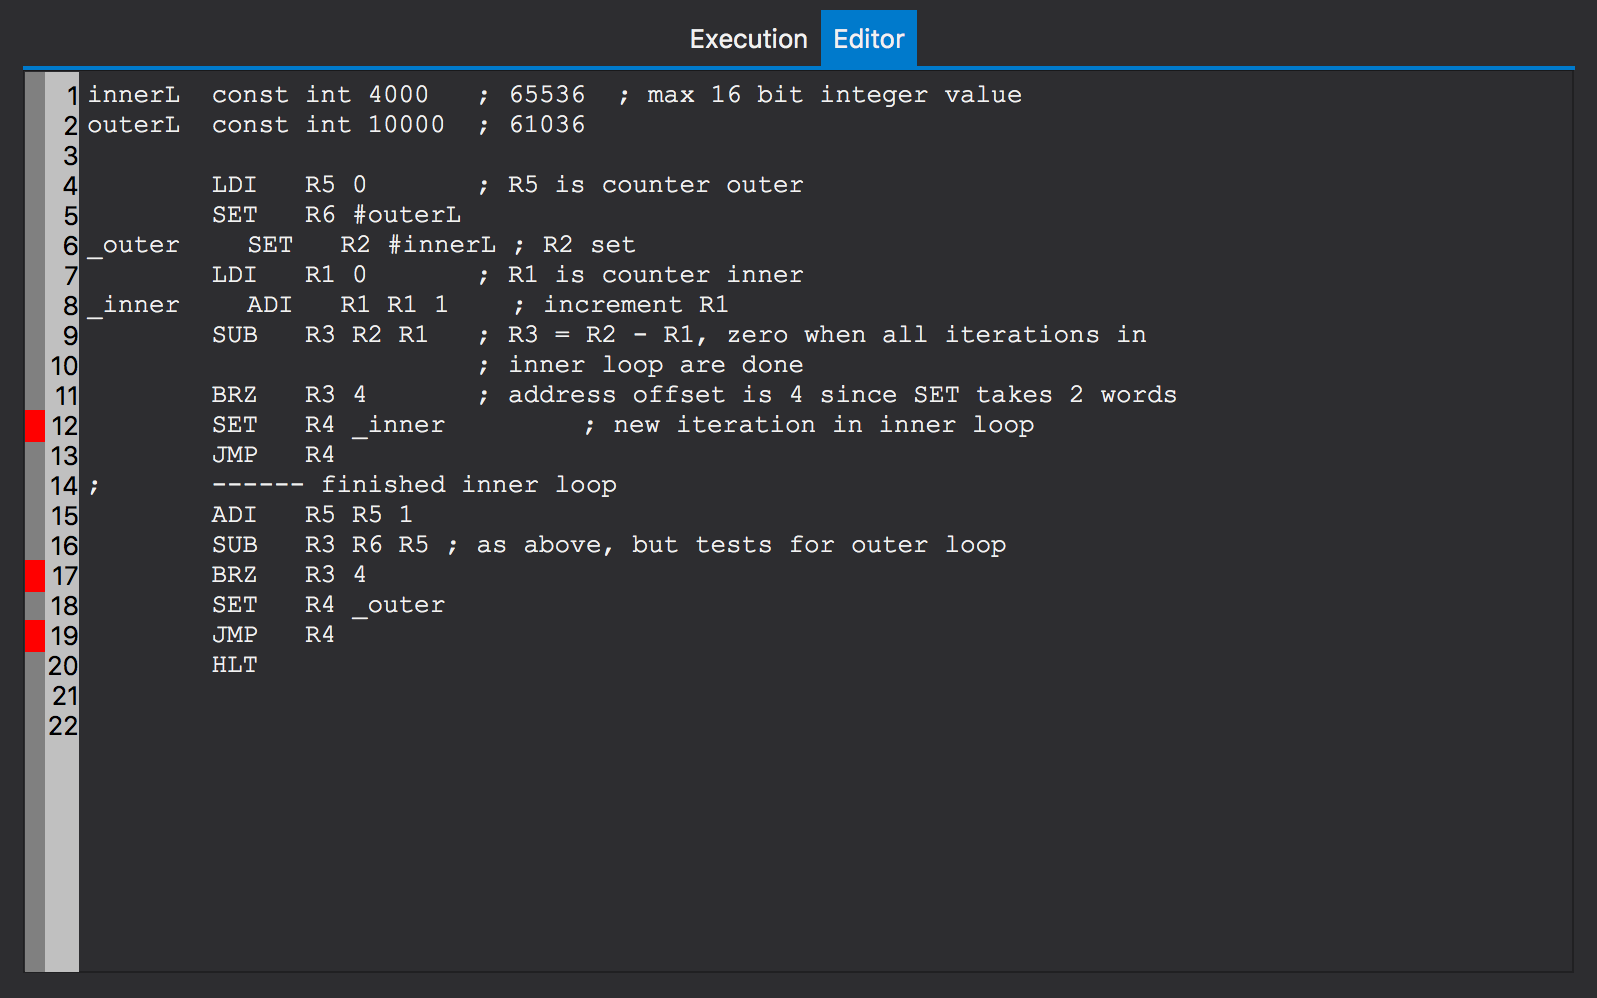 Execution Editor
1 innerL const int 4000 ; 65536 ; max 16 bit integer value
2 outerL const int 10000 ; 61036
3
4 LDI R5 0 ; R5 is counter outer
5 SET R6 #outerL
6 _outer SET R2 #innerL ; R2 set
7 LDI R1 0 ; R1 is counter inner
8 _inner ADI R1 R1 1 ; increment R1
9 SUB R3 R2 R1 ; R3 = R2 - R1, zero when all iterations in
10 ; inner loop are done
11 BRZ R3 4 ; address offset is 4 since SET takes 2 words
12 SET R4 _inner ; new iteration in inner loop
13 JMP R4
14 ; ------ finished inner loop
15 ADI R5 R5 1
16 SUB R3 R6 R5 ; as above, but tests for outer loop
17 BRZ R3 4
18 SET R4 _outer
19 JMP R4
20 HLT
21
22